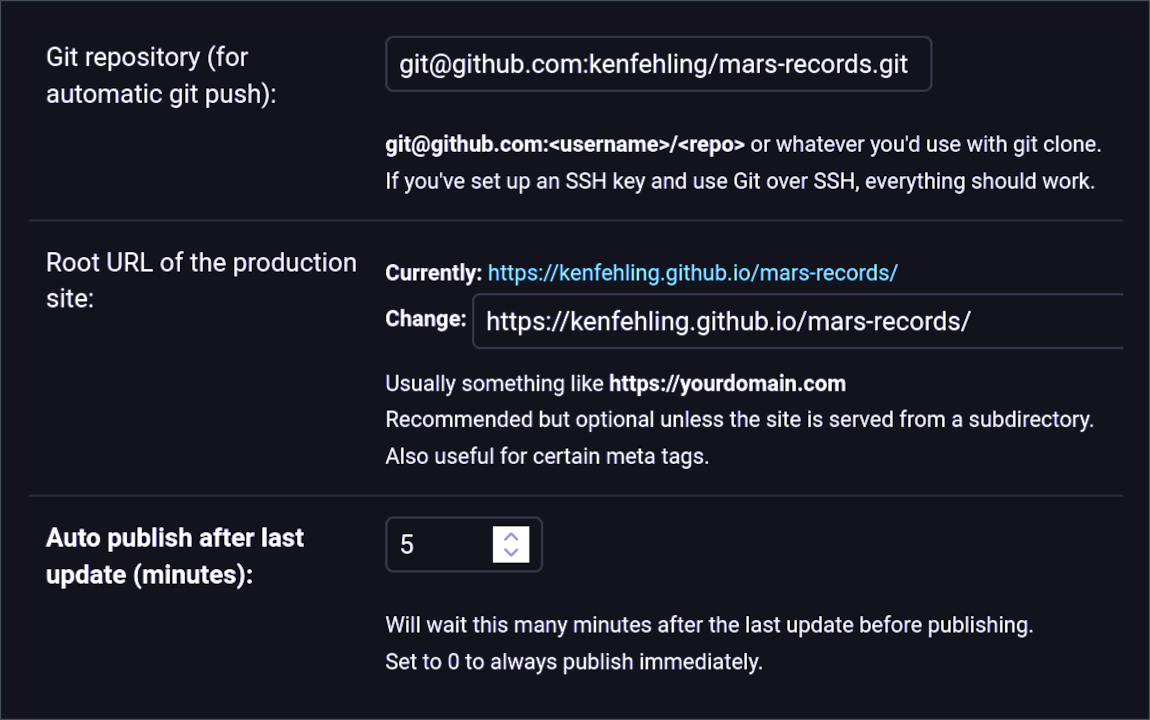 Git repository (for
automatic git push):
git@github.com:kenfehling/mars-records.git
git@github.com:<username>/<repo> or whatever you'd use with git clone.
If you've set up an SSH key and use Git over SSH, everything should work.
Root URL of the production
site:
Currently: https://kenfehling.github.io/mars-records/
Change: https://kenfehling.github.io/mars-records/
Usually something like https://yourdomain.com
Recommended but optional unless the site is served from a subdirectory.
Also useful for certain meta tags.
Auto publish after last
update (minutes):
5
Will wait this many minutes after the last update before publishing.
Set to 0 to always publish immediately.